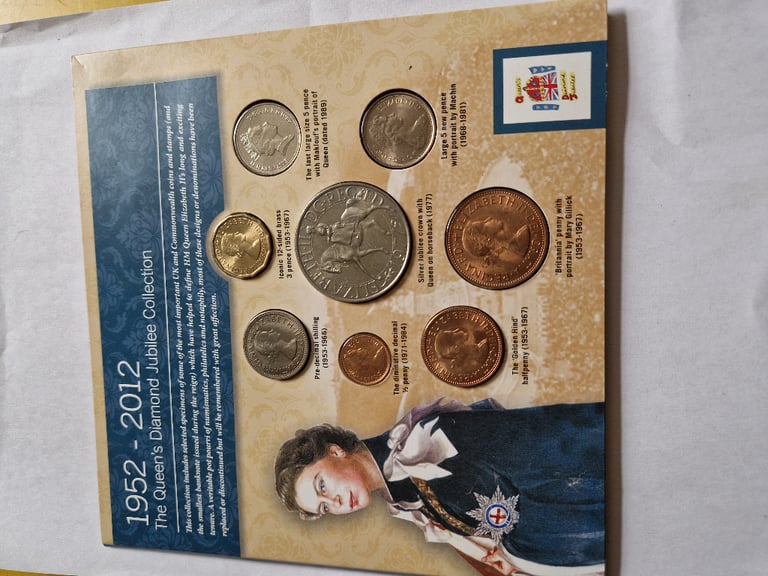 1952 - 2012
The Queen's Diamond Jubilee Collection
This collection includes selected specimens of some of the most important UK and Commonwealth coins and stamps (and
the smallest banknote issued during the reign) which have helped to define HM Queen Elizabeth II's long and exciting
tenure. A veritable pot pourri of numismatics, philatelics and notaphily, most of these designs or denominations have been
replaced or discontinued but will be remembered with great affection.
Pre-decimal shilling
(1953-1966)
Iconic 12-sided brass
3 pence (1953-1967)
The last large size 5 pence
with Maklouf's portrait of
Queen (dated 1989)
The diminutive decimal
½ penny (1971-1984)
Silver Jubilee crown with
Queen on horseback (1977)
Large 5 new pence
with portrait by Machin
(1968-1981)
The 'Golden Hind'
halfpenny (1953-1967)
'Britannia' penny with
portrait by Mary Gillick
(1953-1967)
Queen's
Diamond
Jubilee